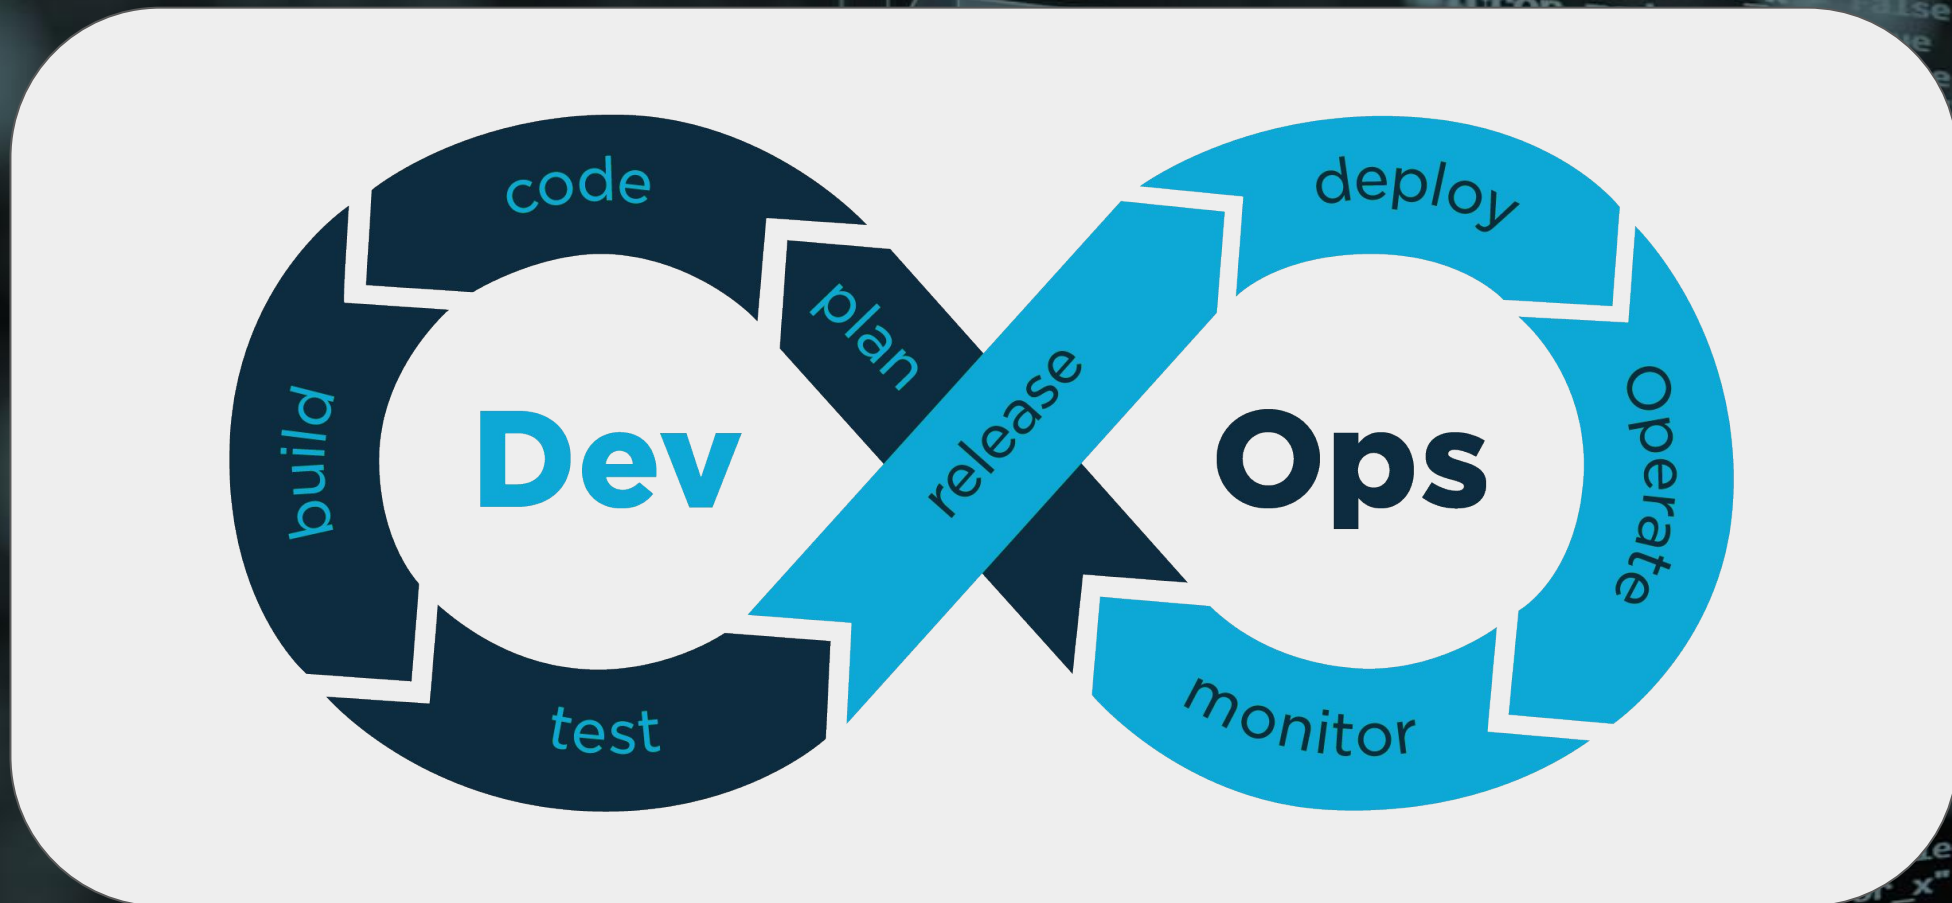 code
plan
build
test
Dev
release
deploy
Operate
monitor
Ops